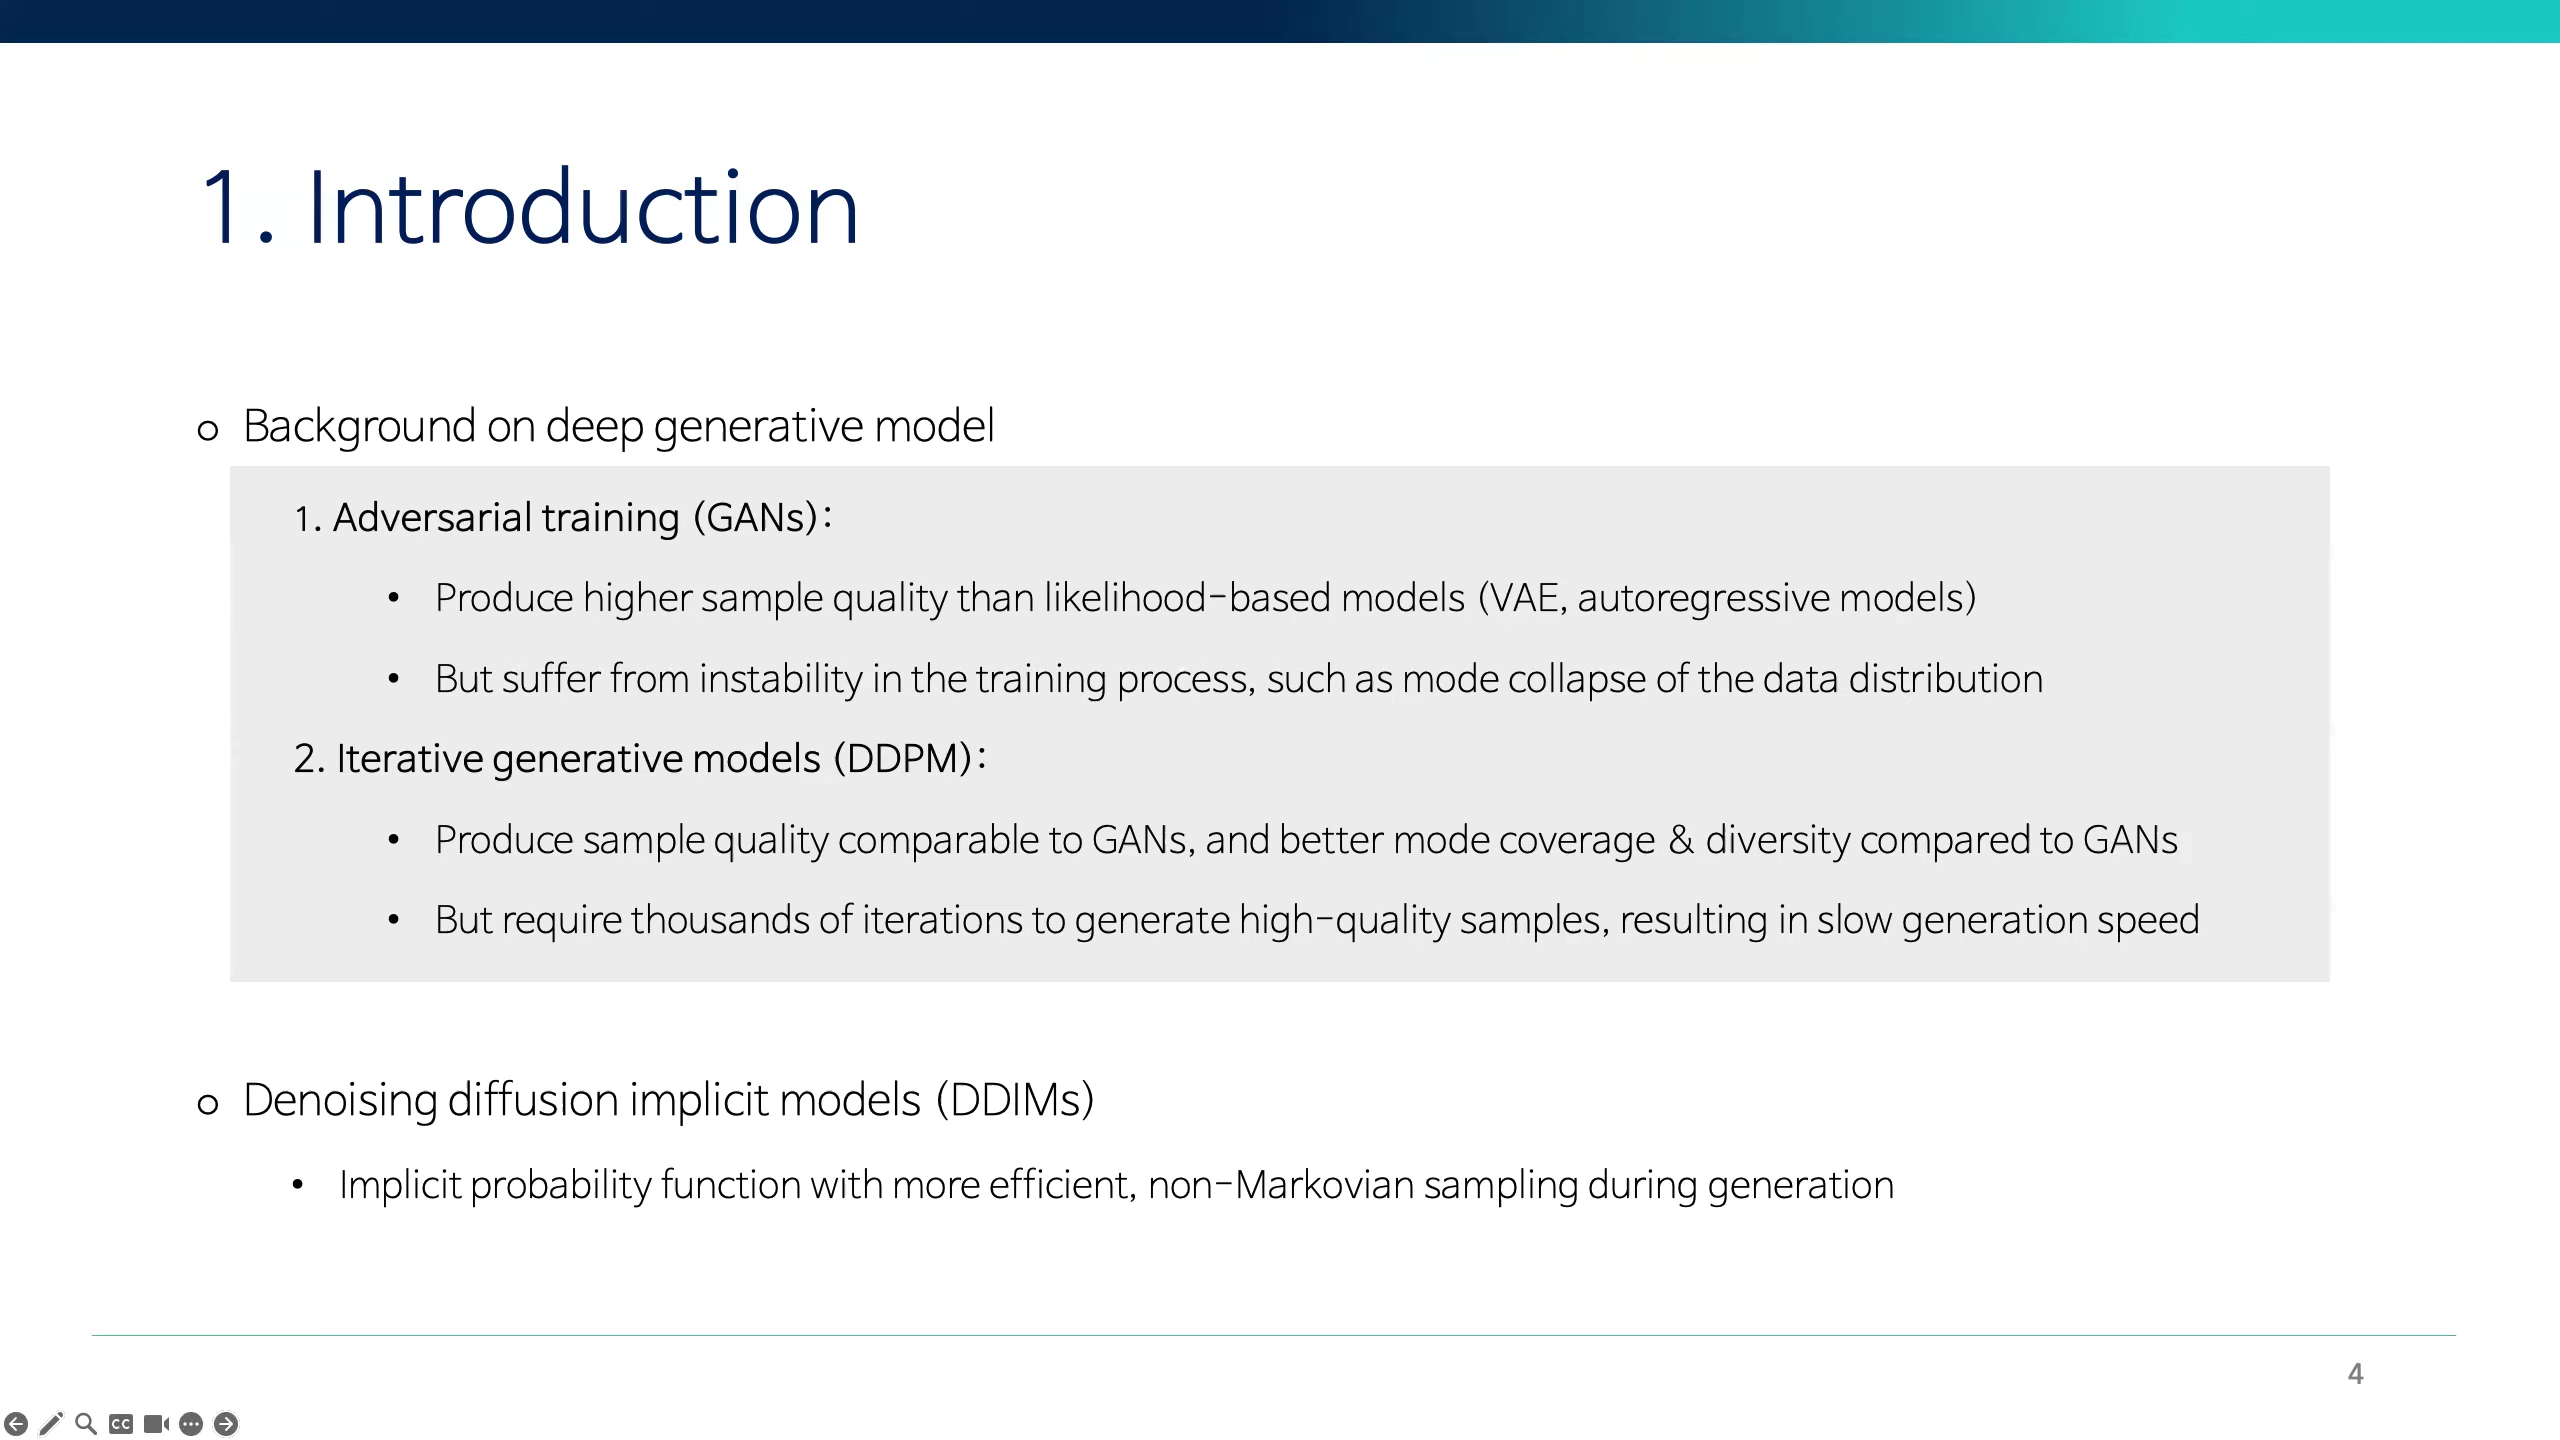 1. Introduction
Background on deep generative model
1. Adversarial training (GANs):
• Produce higher sample quality than likelihood-based models (VAE, autoregressive models)
• But suffer from instability in the training process, such as mode collapse of the data distribution
2. Iterative generative models (DDPM):
• Produce sample quality comparable to GANs, and better mode coverage & diversity compared to GANs
• But require thousands of iterations to generate high-quality samples, resulting in slow generation speed
Denoising diffusion implicit models (DDIMs)
• Implicit probability function with more efficient, non-Markovian sampling during generation
4
CC